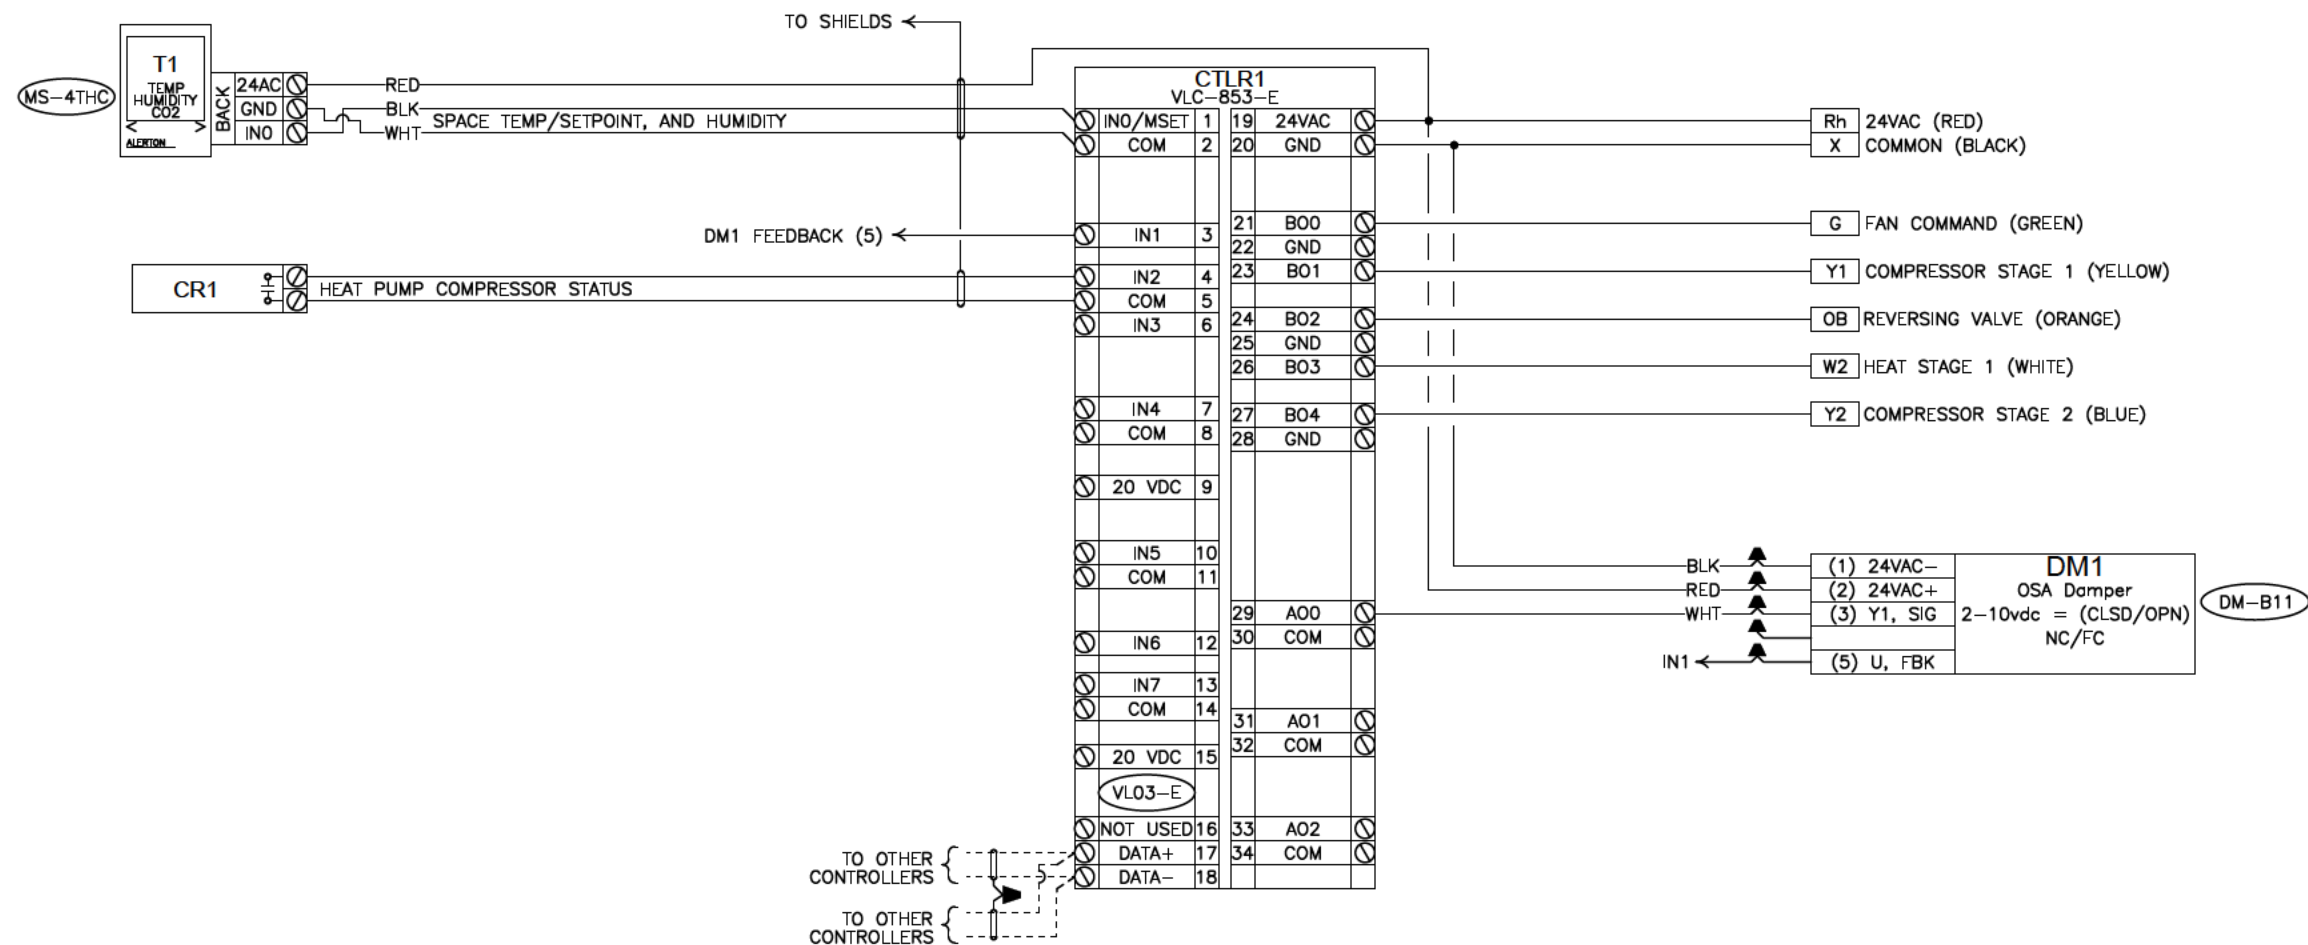 TO SHIELDS
MS-4THC
T1
TEMP
HUMIDITY
CO2
< >
ALERTON
BACK
24AC
GND
IN0
RED
BLK
WHT
SPACE TEMP/SETPOINT, AND HUMIDITY
DM1 FEEDBACK (5)
CR1
HEAT PUMP COMPRESSOR STATUS
CTLR1
VLC-853-E
IN0/MSET 1
COM 2
IN1 3
IN2 4
COM 5
IN3 6
IN4 7
COM 8
20 VDC 9
IN5 10
COM 11
IN6 12
IN7 13
COM 14
20 VDC 15
VL03-E
NOT USED 16
DATA+ 17
DATA- 18
TO OTHER
CONTROLLERS
TO OTHER
CONTROLLERS
19 24VAC
20 GND
21 BO0
22 GND
23 BO1
24 BO2
25 GND
26 BO3
27 BO4
28 GND
29 AO0
30 COM
31 AO1
32 COM
33 AO2
34 COM
Rh 24VAC (RED)
X COMMON (BLACK)
G FAN COMMAND (GREEN)
Y1 COMPRESSOR STAGE 1 (YELLOW)
OB REVERSING VALVE (ORANGE)
W2 HEAT STAGE 1 (WHITE)
Y2 COMPRESSOR STAGE 2 (BLUE)
BLK
RED
WHT
IN1
(1) 24VAC-
(2) 24VAC+
(3) Y1, SIG
(5) U, FBK
DM1
OSA Damper
2-10vdc = (CLSD/OPN)
NC/FC
DM-B11